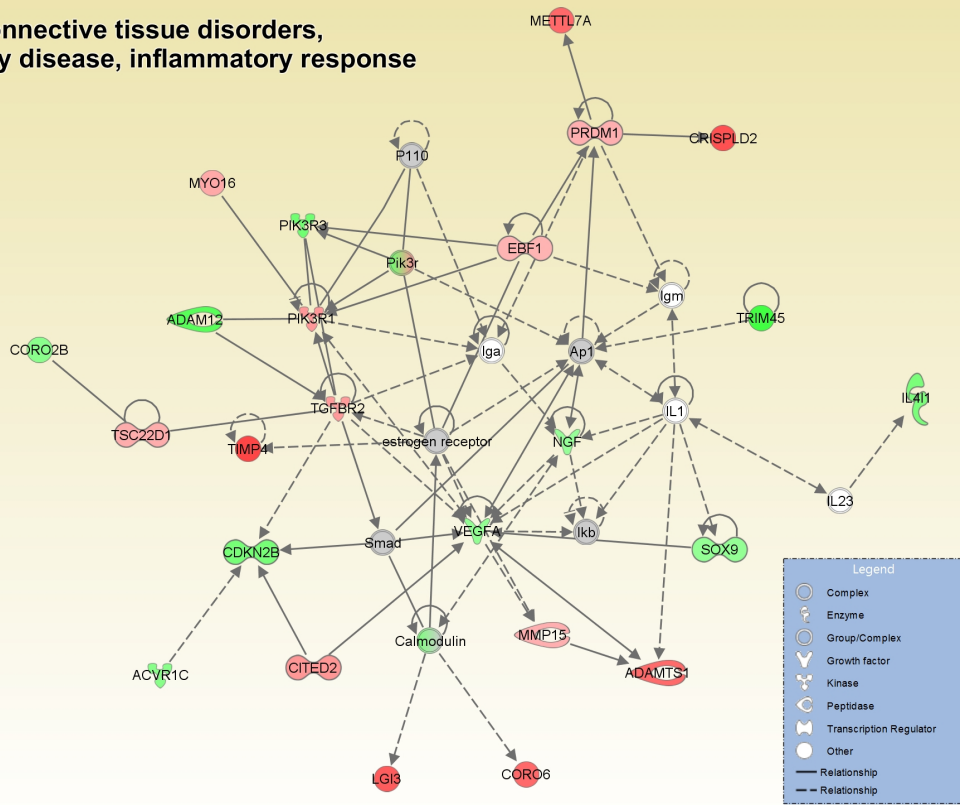 nnective tissue disorders,
y disease, inflammatory response
METTL7A
PRDM1
CRISPLD2
P110
MYO16
PIK3R3
EBF1
Pik3r
Igm
PIK3R1
ADAM12
TRIM45
CORO2B
Iga
Ap1
IL4I1
TGFBR2
IL1
TSC22D1
TIMP4
estrogen receptor
NGF
IL23
VEGFA
Ikb
Smad
CDKN2B
SOX9
MMP15
Calmodulin
ACVR1C
CITED2
ADAMTS1
LGI3
CORO6
Legend
Complex
Enzyme
Group/Complex
Growth factor
Kinase
Peptidase
Transcription Regulator
Other
Relationship
Relationship